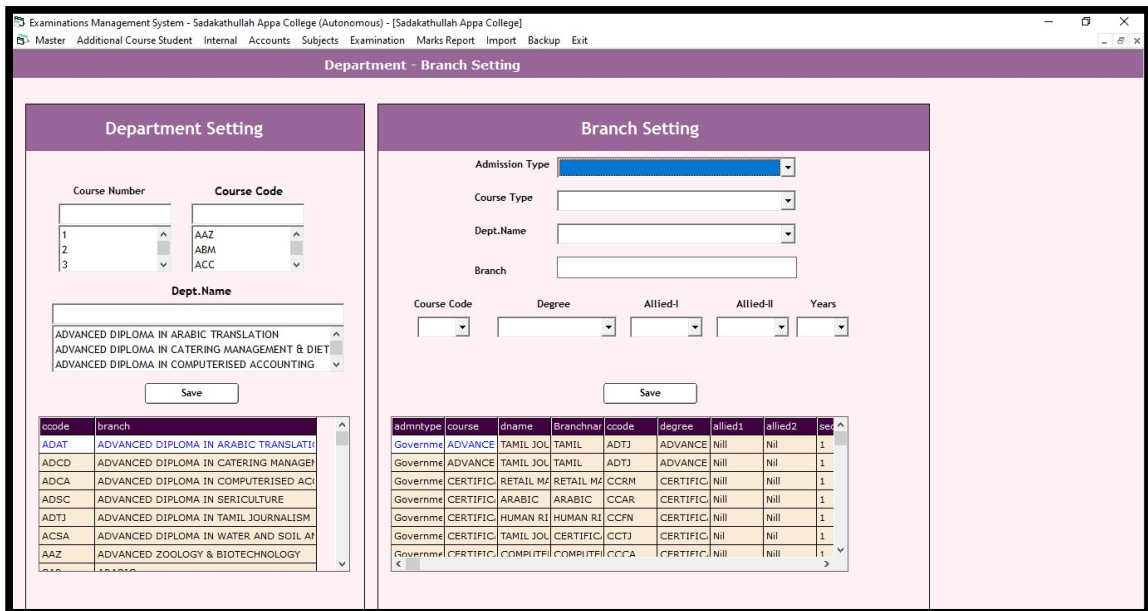 Examinations Management System - Sadakathullah Appa College (Autonomous) - [Sadakathullah Appa College]
Master Additional Course Student Internal Accounts Subjects Examination Marks Report Import Backup Exit
Department - Branch Setting
Department Setting
Course Number Course Code
1 AAZ
2 ABM
3 ACC
Dept.Name
ADVANCED DIPLOMA IN ARABIC TRANSLATION
ADVANCED DIPLOMA IN CATERING MANAGEMENT & DIET
ADVANCED DIPLOMA IN COMPUTERISED ACCOUNTING
Save
ccode branch
ADAT ADVANCED DIPLOMA IN ARABIC TRANSLATI
ADCD ADVANCED DIPLOMA IN CATERING MANAGE
ADCA ADVANCED DIPLOMA IN COMPUTERISED AC
ADSC ADVANCED DIPLOMA IN SERICULTURE
ADTJ ADVANCED DIPLOMA IN TAMIL JOURNALISM
ACSA ADVANCED DIPLOMA IN WATER AND SOIL
AAZ ADVANCED ZOOLOGY & BIOTECHNOLOGY
Branch Setting
Admission Type
Course Type
Dept.Name
Branch
Course Code Degree Allied-I Allied-II Years
Save
admntype course dname Branchnar ccode degree allied1 allied2 sec
Governme ADVANCE TAMIL JOU TAMIL ADTJ ADVANCE Nill Nil 1
Governme ADVANCE TAMIL JOU TAMIL ADTJ ADVANCE Nill Nill 1
Governme CERTIFIC RETAIL MA RETAIL MA CCRM CERTIFIC Nill Nill 1
Governme CERTIFIC ARABIC ARABIC CCAR CERTIFIC Nill Nill 1
Governme CERTIFIC HUMAN RI HUMAN RI CCFN CERTIFIC Nill Nill 1
Governme CERTIFIC TAMIL JOU CERTIFIC CCTJ CERTIFIC Nil Nill 1
Governme CERTIFIC COMPUTE COMPUTE CCCA CERTIFIC Nill Nill 1